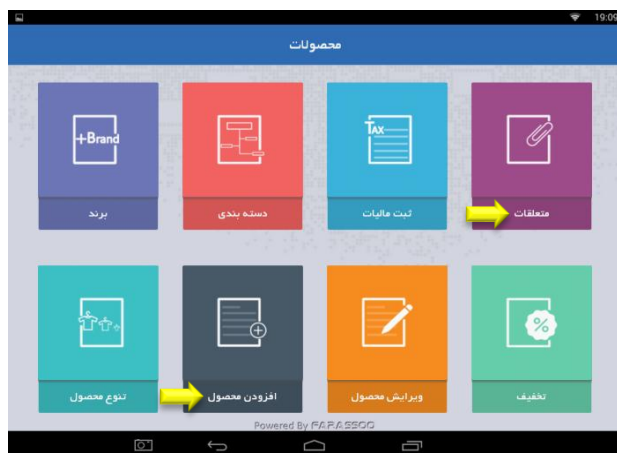 19:09
محصولات
TAX
+Brand
متعلقات
ثبت مالیات
دسته بندی
برند
%
تخفیف
ویرایش محصول
افزودن محصول
تنوع محصول
Powered By FARASSOO